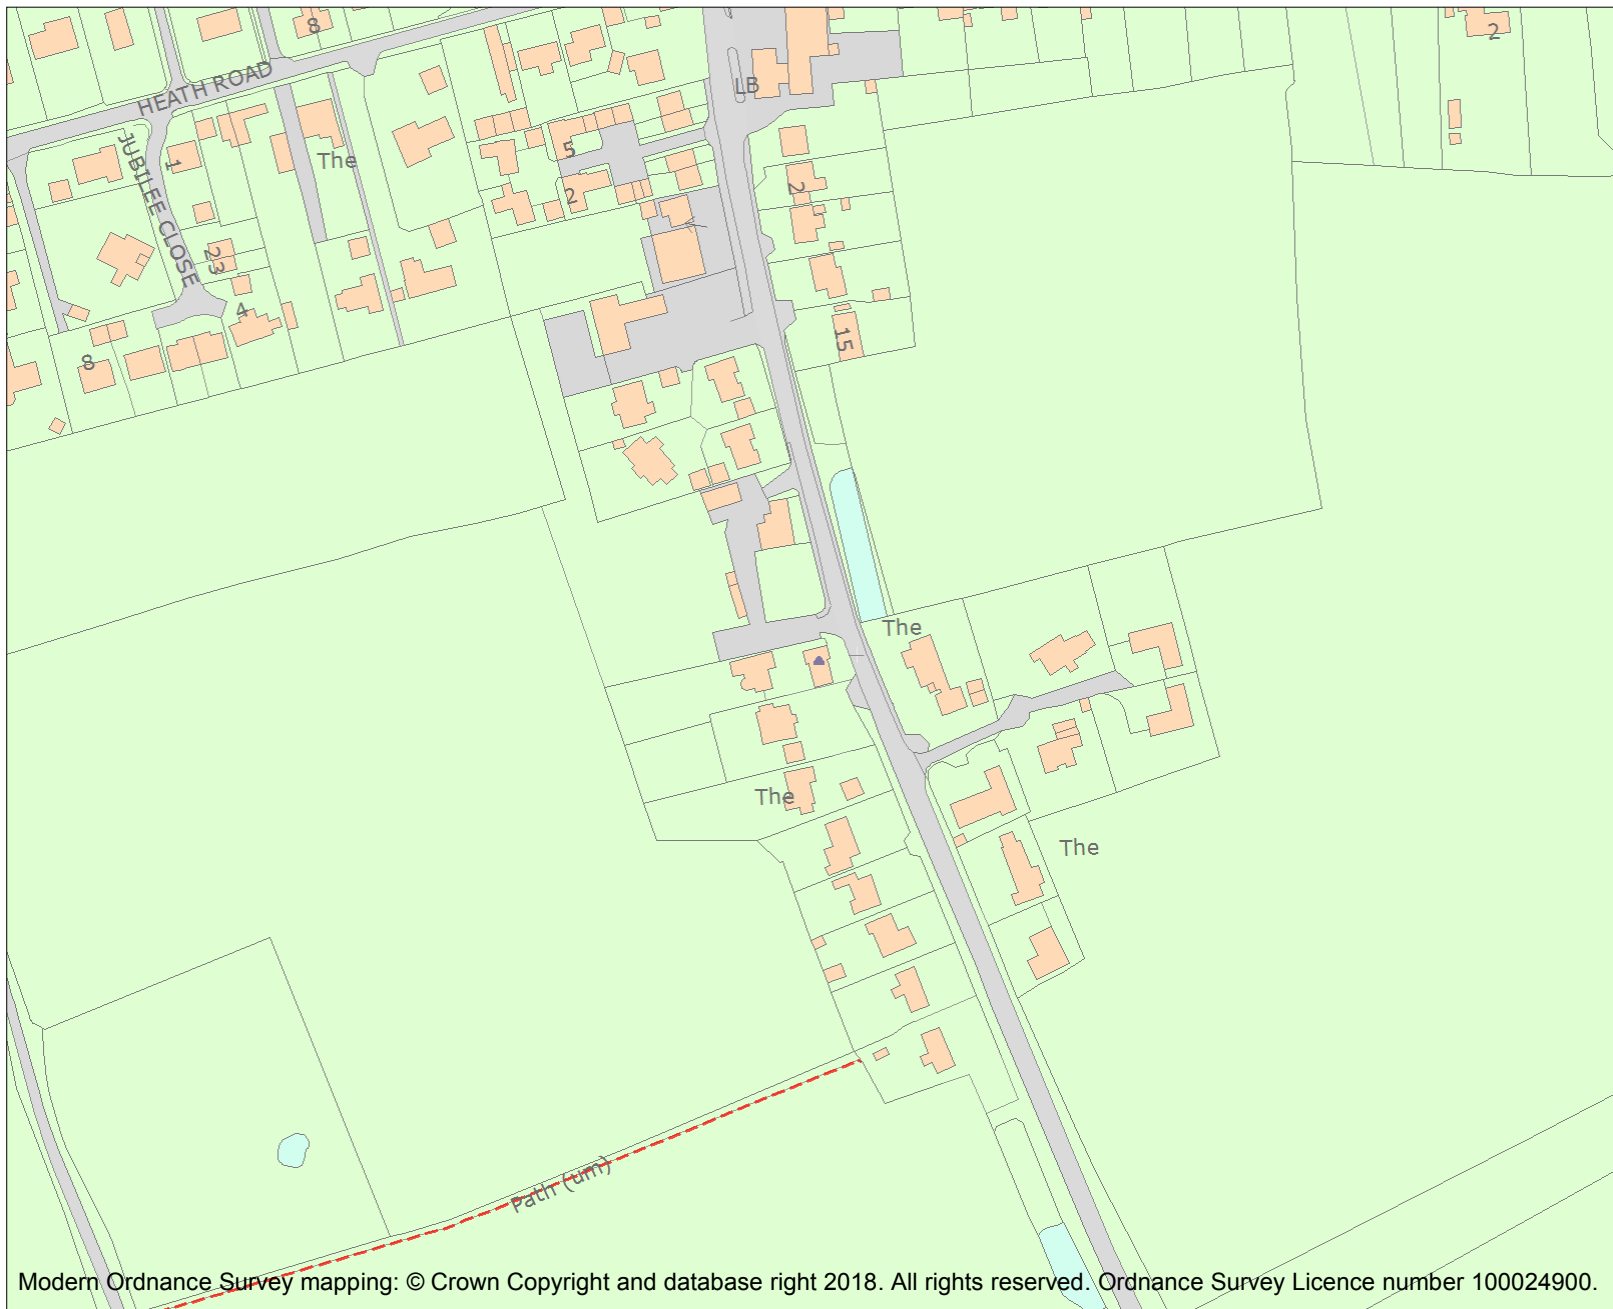 8
2
HEATH ROAD
LB
JUBILEE CLOSE
1
The
5
2
2
23
4
15
8
The
The
The
Path (um)
Modern Ordnance Survey mapping: © Crown Copyright and database right 2018. All rights reserved. Ordnance Survey Licence number 100024900.